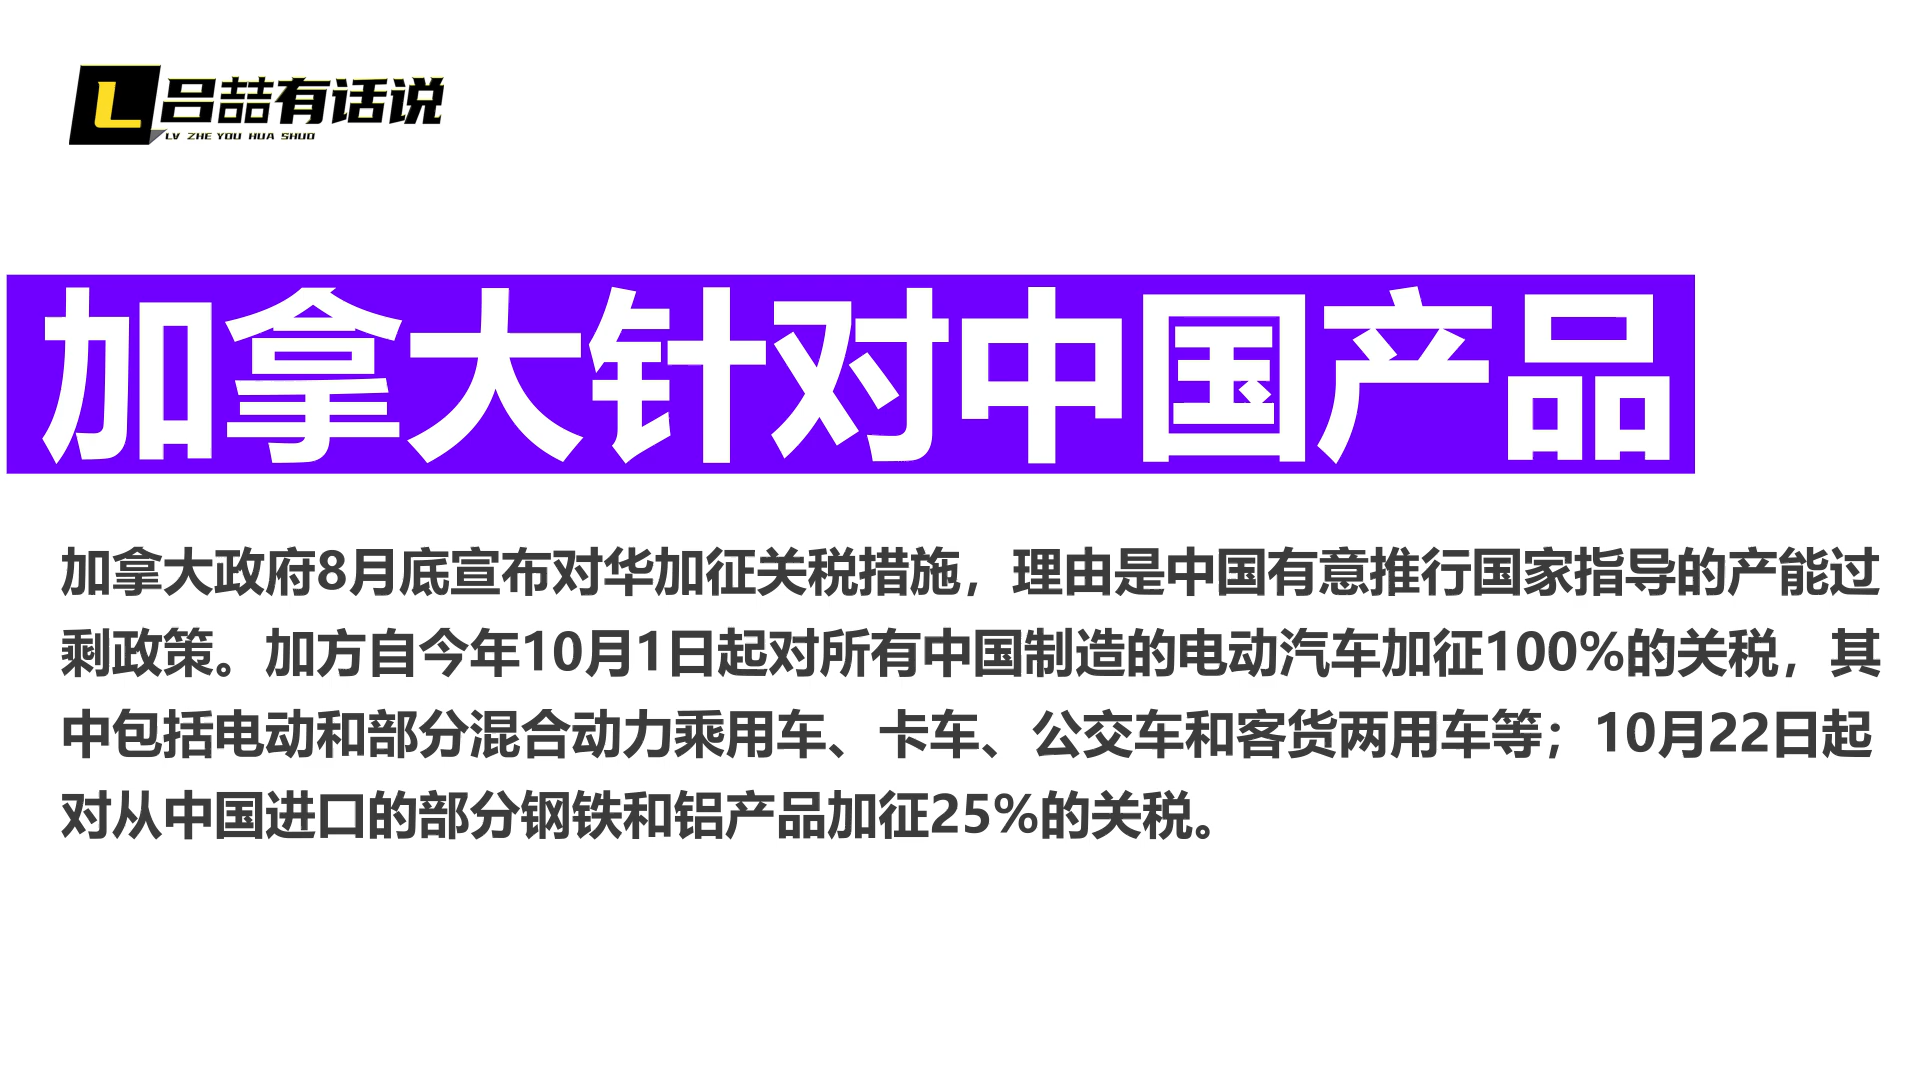 L
吕喆有话说
LV ZHE YOU HUA SHUO
加拿大针对中国产品
加拿大政府8月底宣布对华加征关税措施，理由是中国有意推行国家指导的产能过
剩政策。加方自今年10月1日起对所有中国制造的电动汽车加征100%的关税，其
中包括电动和部分混合动力乘用车、卡车、公交车和客货两用车等；10月22日起
对从中国进口的部分钢铁和铝产品加征25%的关税。